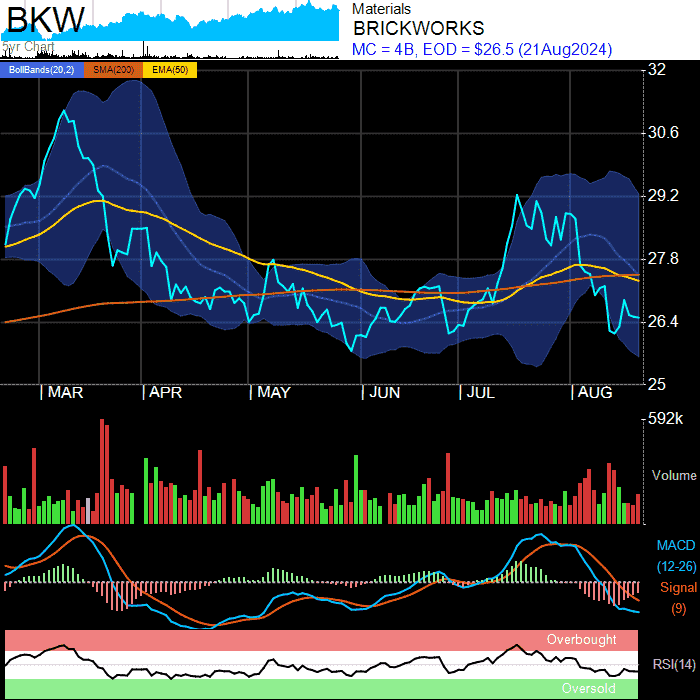 BKW
5yr Chart
Materials
BRICKWORKS
MC = 4B, EOD = $26.5 (21Aug2024)
BollBands(20,2) SMA(200) EMA(50)
32
30.6
29.2
27.8
26.4
25
| MAR | APR | MAY | JUN | JUL | AUG
592k
Volume
MACD
(12-26)
Signal
(9)
Overbought
RSI(14)
Oversold